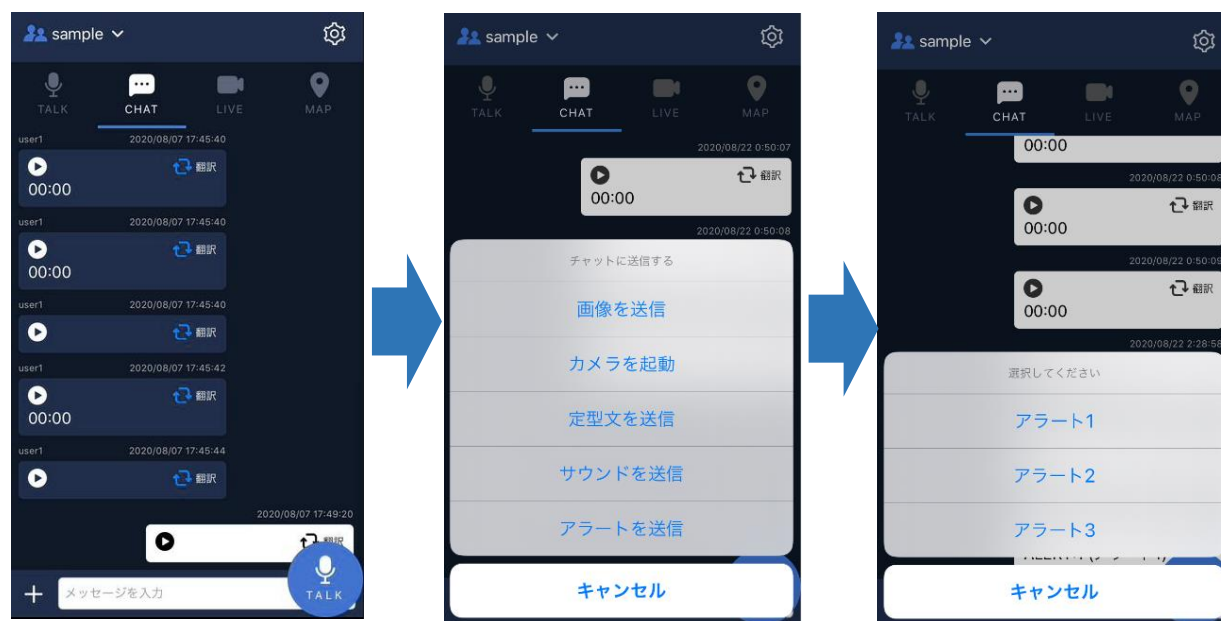 sample
TALK
CHAT
LIVE
MAP
user1 2020/08/07 17:45:40
翻訳
00:00
user1 2020/08/07 17:45:40
翻訳
00:00
user1 2020/08/07 17:45:40
翻訳
user1 2020/08/07 17:45:42
翻訳
00:00
user1 2020/08/07 17:45:44
翻訳
2020/08/07 17:49:20
翻訳
メッセージを入力
TALK
sample
TALK
CHAT
LIVE
MAP
2020/08/22 0:50:07
翻訳
00:00
2020/08/22 0:50:08
チャットに送信する
画像を送信
カメラを起動
定型文を送信
サウンドを送信
アラートを送信
キャンセル
sample
TALK
CHAT
LIVE
MAP
00:00
2020/08/22 0:50:08
翻訳
00:00
2020/08/22 0:50:09
翻訳
00:00
2020/08/22 2:28:58
選択してください
アラート1
アラート2
アラート3
キャンセル